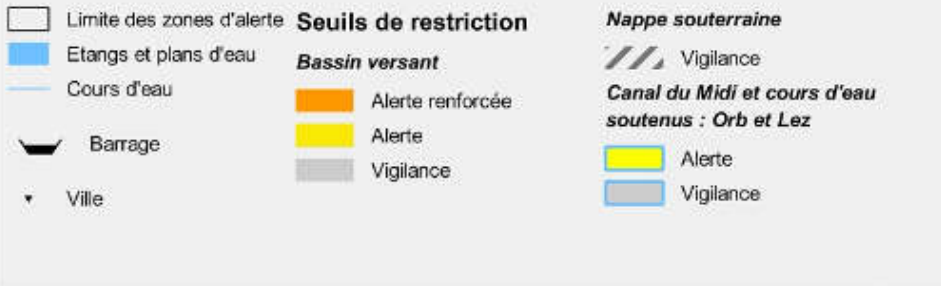 Limite des zones d'alerte
Etangs et plans d'eau
Cours d'eau
Barrage
Ville
Seuils de restriction
Bassin versant
Alerte renforcée
Alerte
Vigilance
Nappe souterraine
Vigilance
Canal du Midi et cours d'eau
soutenus : Orb et Lez
Alerte
Vigilance